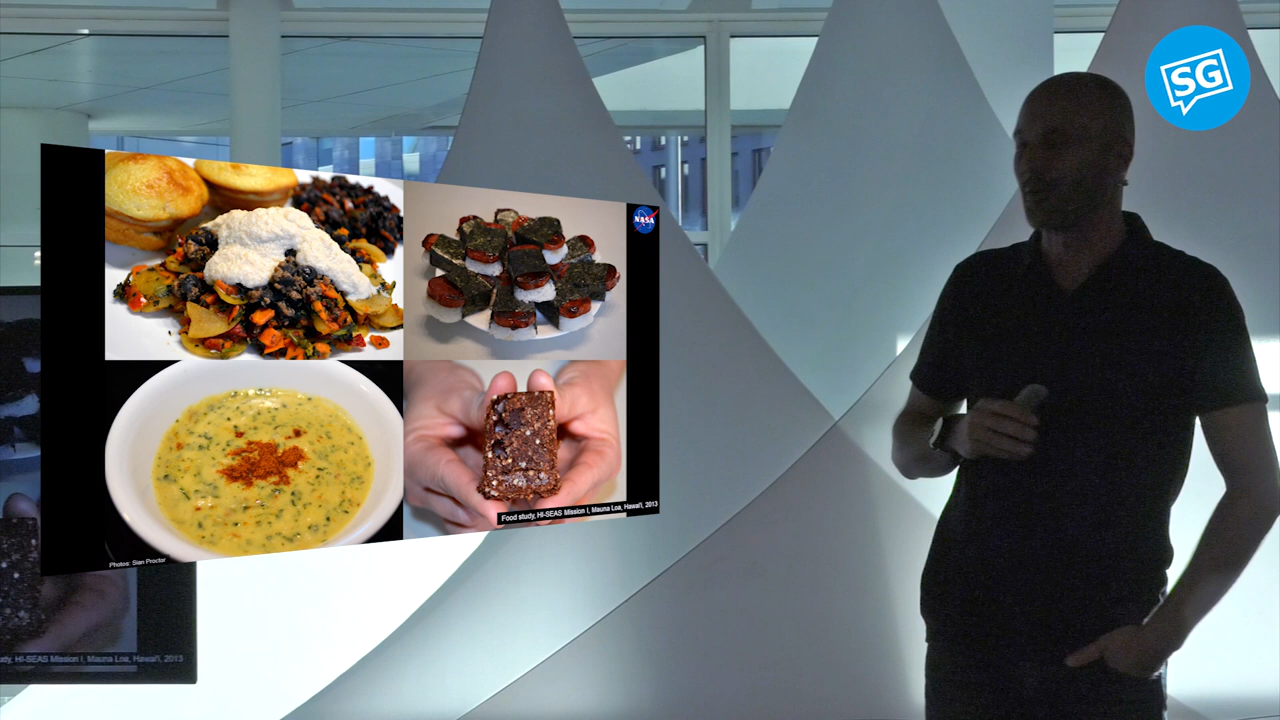 SG
NASA
Food study, HI-SEAS Mission I, Mauna Loa, Hawai'i, 2013
Photos: Sian Proctor
dy, HI-SEAS Mission I, Mauna Loa, Hawai'i, 2013